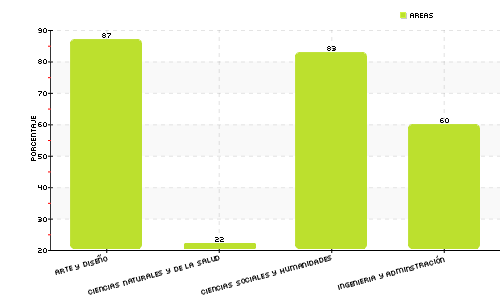 AREAS
PORCENTAJE
90
80
70
60
50
40
30
20
87
22
83
60
ARTE Y DISEÑO
CIENCIAS NATURALES Y DE LA SALUD
CIENCIAS SOCIALES Y HUMANIDADES
INGENIERIA Y ADMINSTRACIÓN